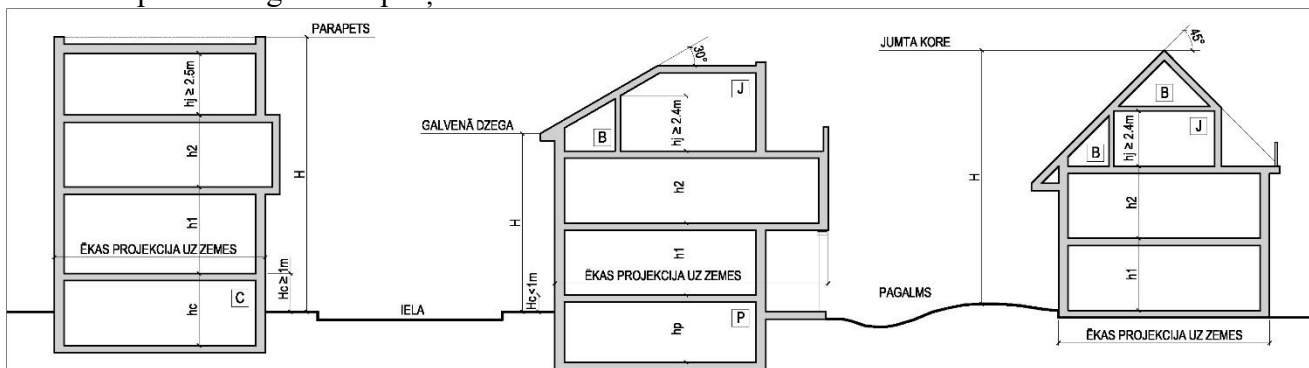 PARAPETS
hj ≥ 2.5m
h2
H
h1
ĒKAS PROJEKCIJA UZ ZEMES
Hc ≥ 1m
C
hc
IELA
30°
J
GALVENĀ DZEGA
B
hj ≥ 2.4m
h2
H
h1
ĒKAS PROJEKCIJA UZ ZEMES
Hc<1m
P
hp
45°
JUMTA KORE
B
J
B
hj ≥ 2.4m
H
h2
h1
PAGALMS
ĒKAS PROJEKCIJA UZ ZEMES